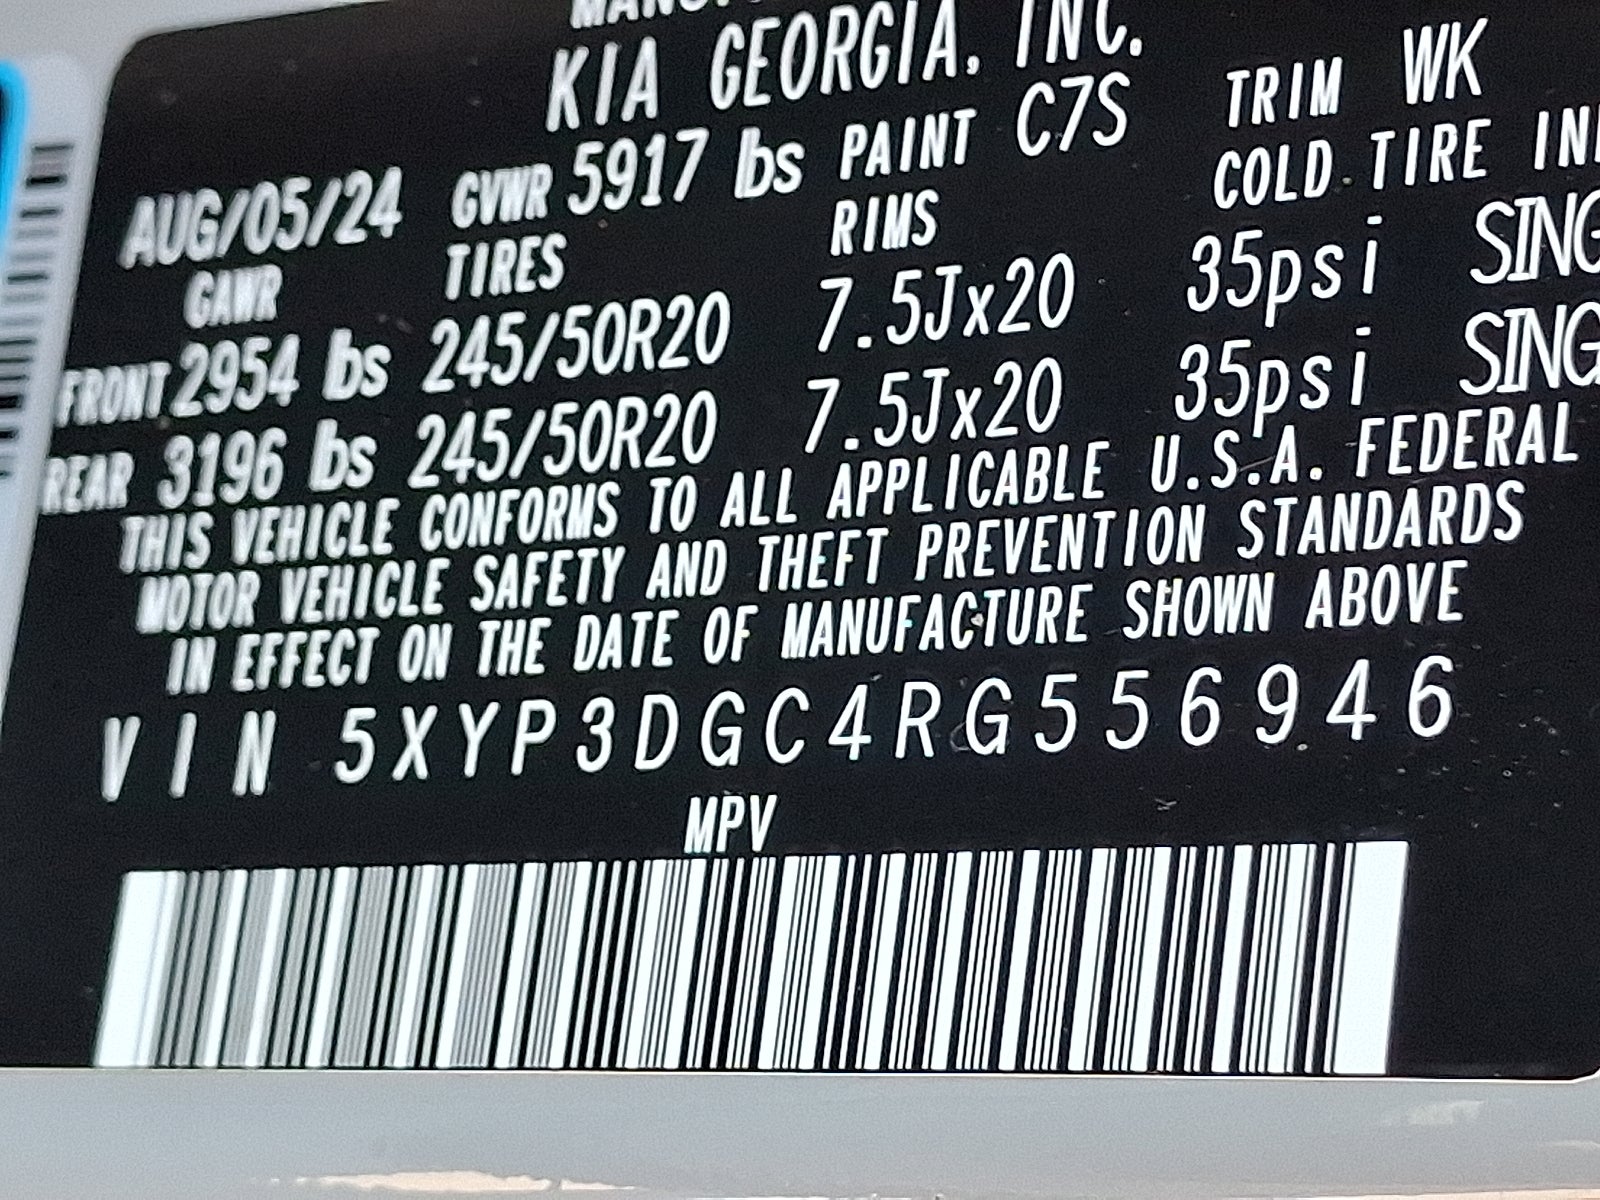 KIA GEORGIA, INC.
AUG/05/24 GVWR 5917 lbs PAINT C7S TRIM WK
GAWR TIRES RIMS COLD TIRE
FRONT 2954 lbs 245/50R20 7.5Jx20 35psi
REAR 3196 lbs 245/50R20 7.5Jx20 35psi
THIS VEHICLE CONFORMS TO ALL APPLICABLE U.S.A. FEDERAL
MOTOR VEHICLE SAFETY AND THEFT PREVENTION STANDARDS
IN EFFECT ON THE DATE OF MANUFACTURE SHOWN ABOVE
VIN 5XYP3DGC4RG556946
MPV